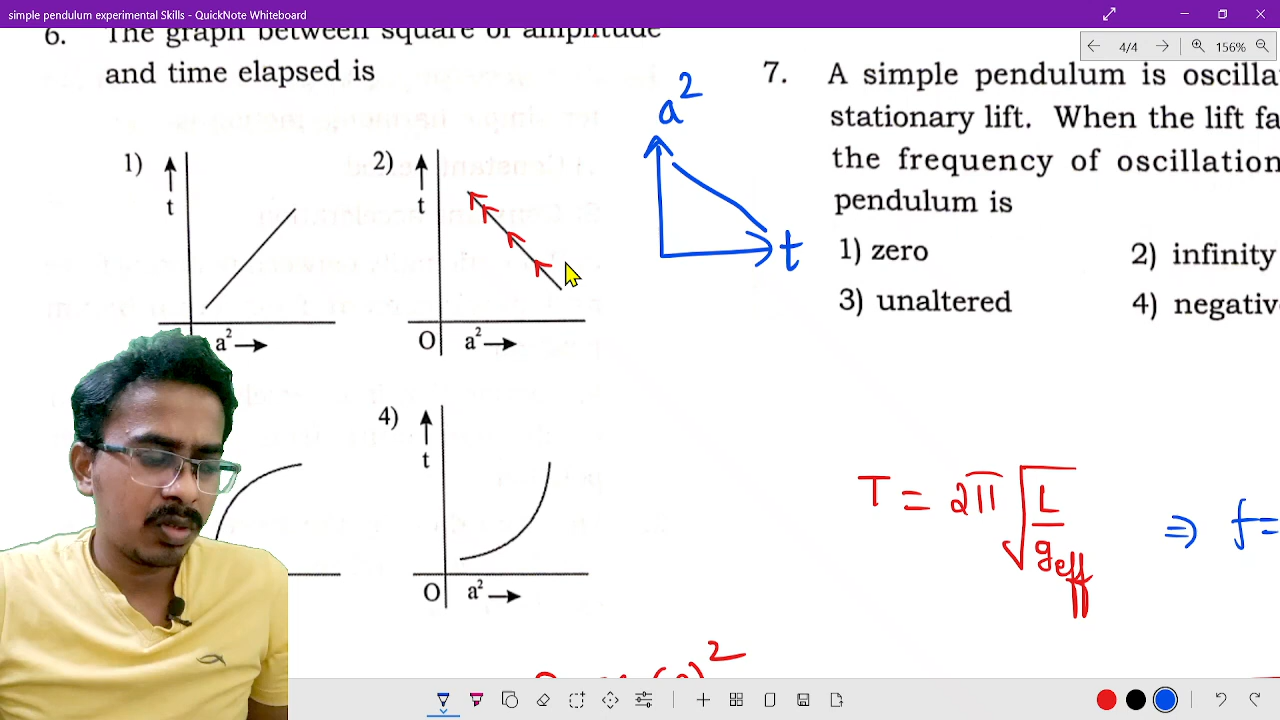 simple pendulum experimental Skills - QuickNote Whiteboard
4/4 156%
6. The graph between square of amplitude
and time elapsed is
1) t a²
2) t O a²
4) t O a²
a² t
7. A simple pendulum is oscilla
stationary lift. When the lift fa
the frequency of oscillation
pendulum is
1) zero 2) infinity
3) unaltered 4) negativ
T = 2π √L/geff ⇒ f=